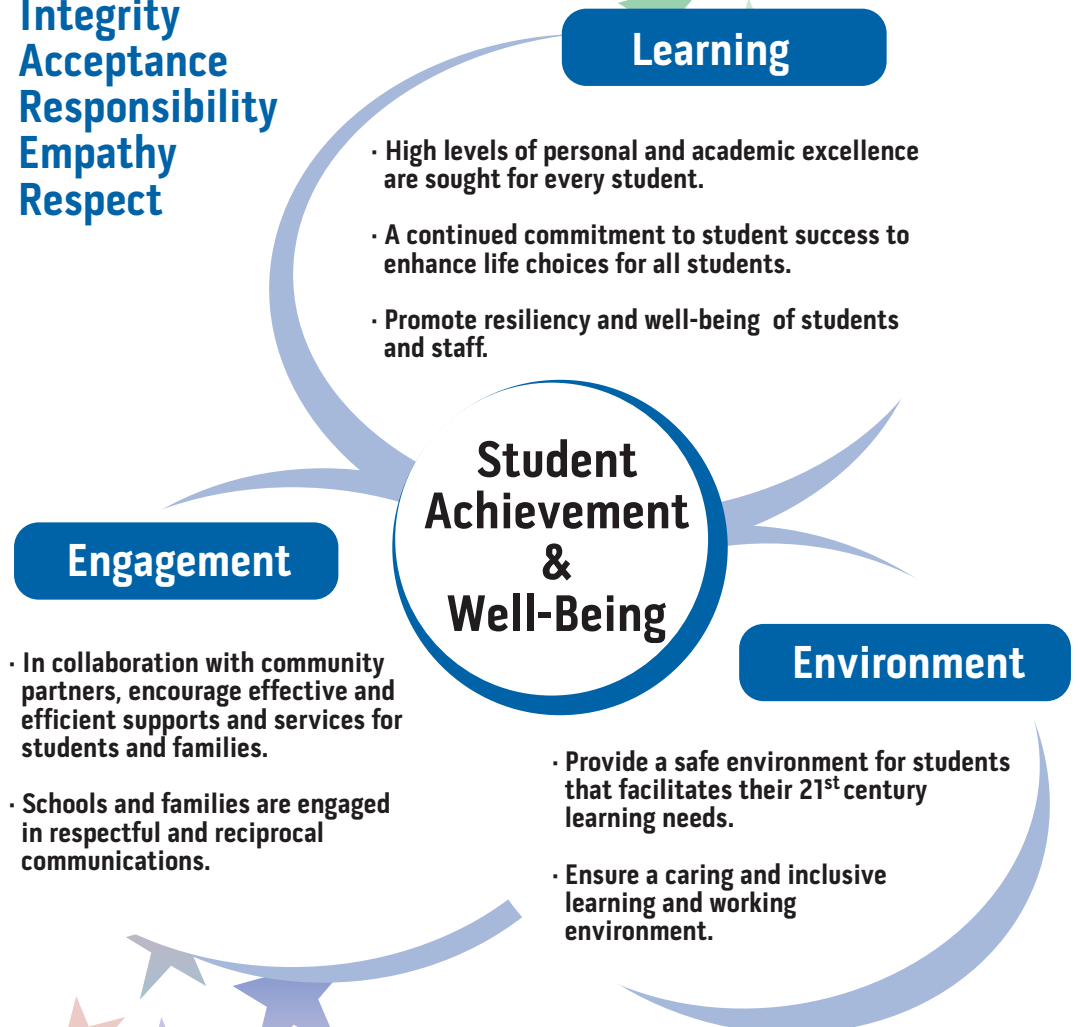 Integrity
Acceptance
Responsibility
Empathy
Respect
Learning
· High levels of personal and academic excellence
are sought for every student.
· A continued commitment to student success to
enhance life choices for all students.
· Promote resiliency and well-being of students
and staff.
Student
Achievement
&
Well-Being
Engagement
· In collaboration with community
partners, encourage effective and
efficient supports and services for
students and families.
· Schools and families are engaged
in respectful and reciprocal
communications.
Environment
· Provide a safe environment for students
that facilitates their 21st century
learning needs.
· Ensure a caring and inclusive
learning and working
environment.